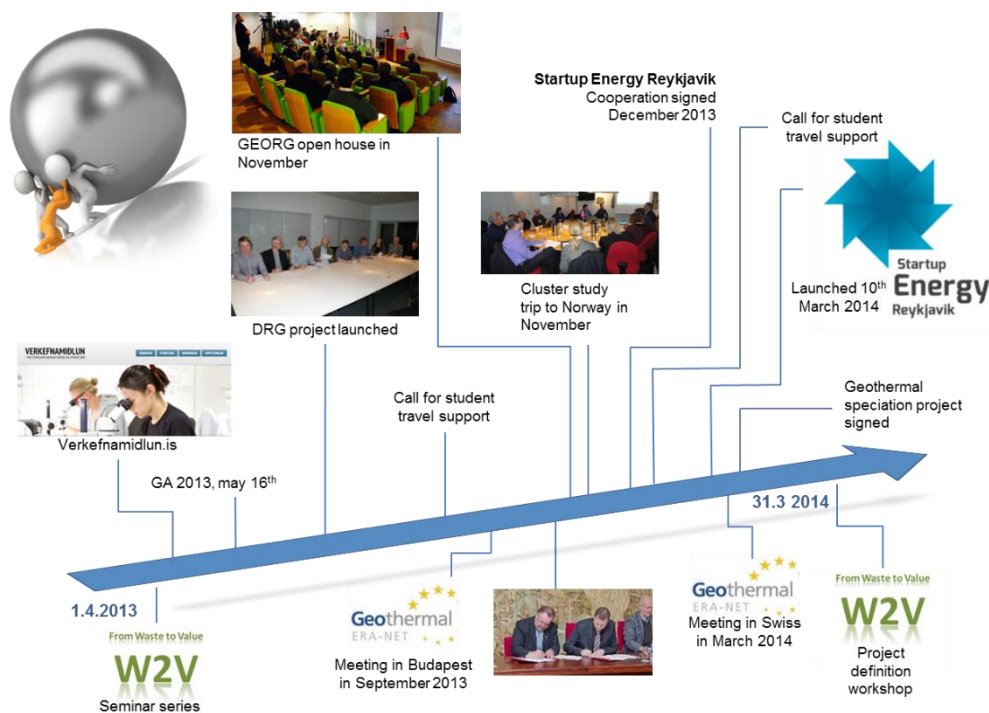 GEORG open house in
November
Startup Energy Reykjavik
Cooperation signed
December 2013
Call for student
travel support
DRG project launched
Cluster study
trip to Norway in
November
Launched 10th
March 2014
Startup
Energy
Reykjavik
VERKEFNAMIÐLUN
Verkefnamidlun.is
Call for student
travel support
Geothermal
speciation project
signed
GA 2013, may 16th
31.3 2014
1.4.2013
From Waste to Value
W2V
Seminar series
Geothermal
ERA-NET
Meeting in Budapest
in September 2013
Geothermal
ERA-NET
Meeting in Swiss
in March 2014
From Waste to Value
W2V
Project
definition
workshop